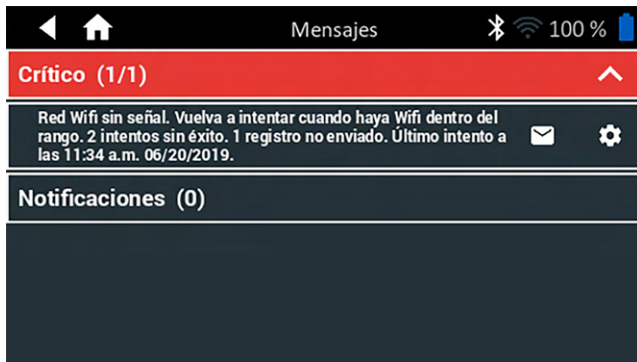 Mensajes 100 %
Crítico (1/1)
Red Wifi sin señal. Vuelva a intentar cuando haya Wifi dentro del
rango. 2 intentos sin éxito. 1 registro no enviado. Último intento a
las 11:34 a.m. 06/20/2019.
Notificaciones (0)